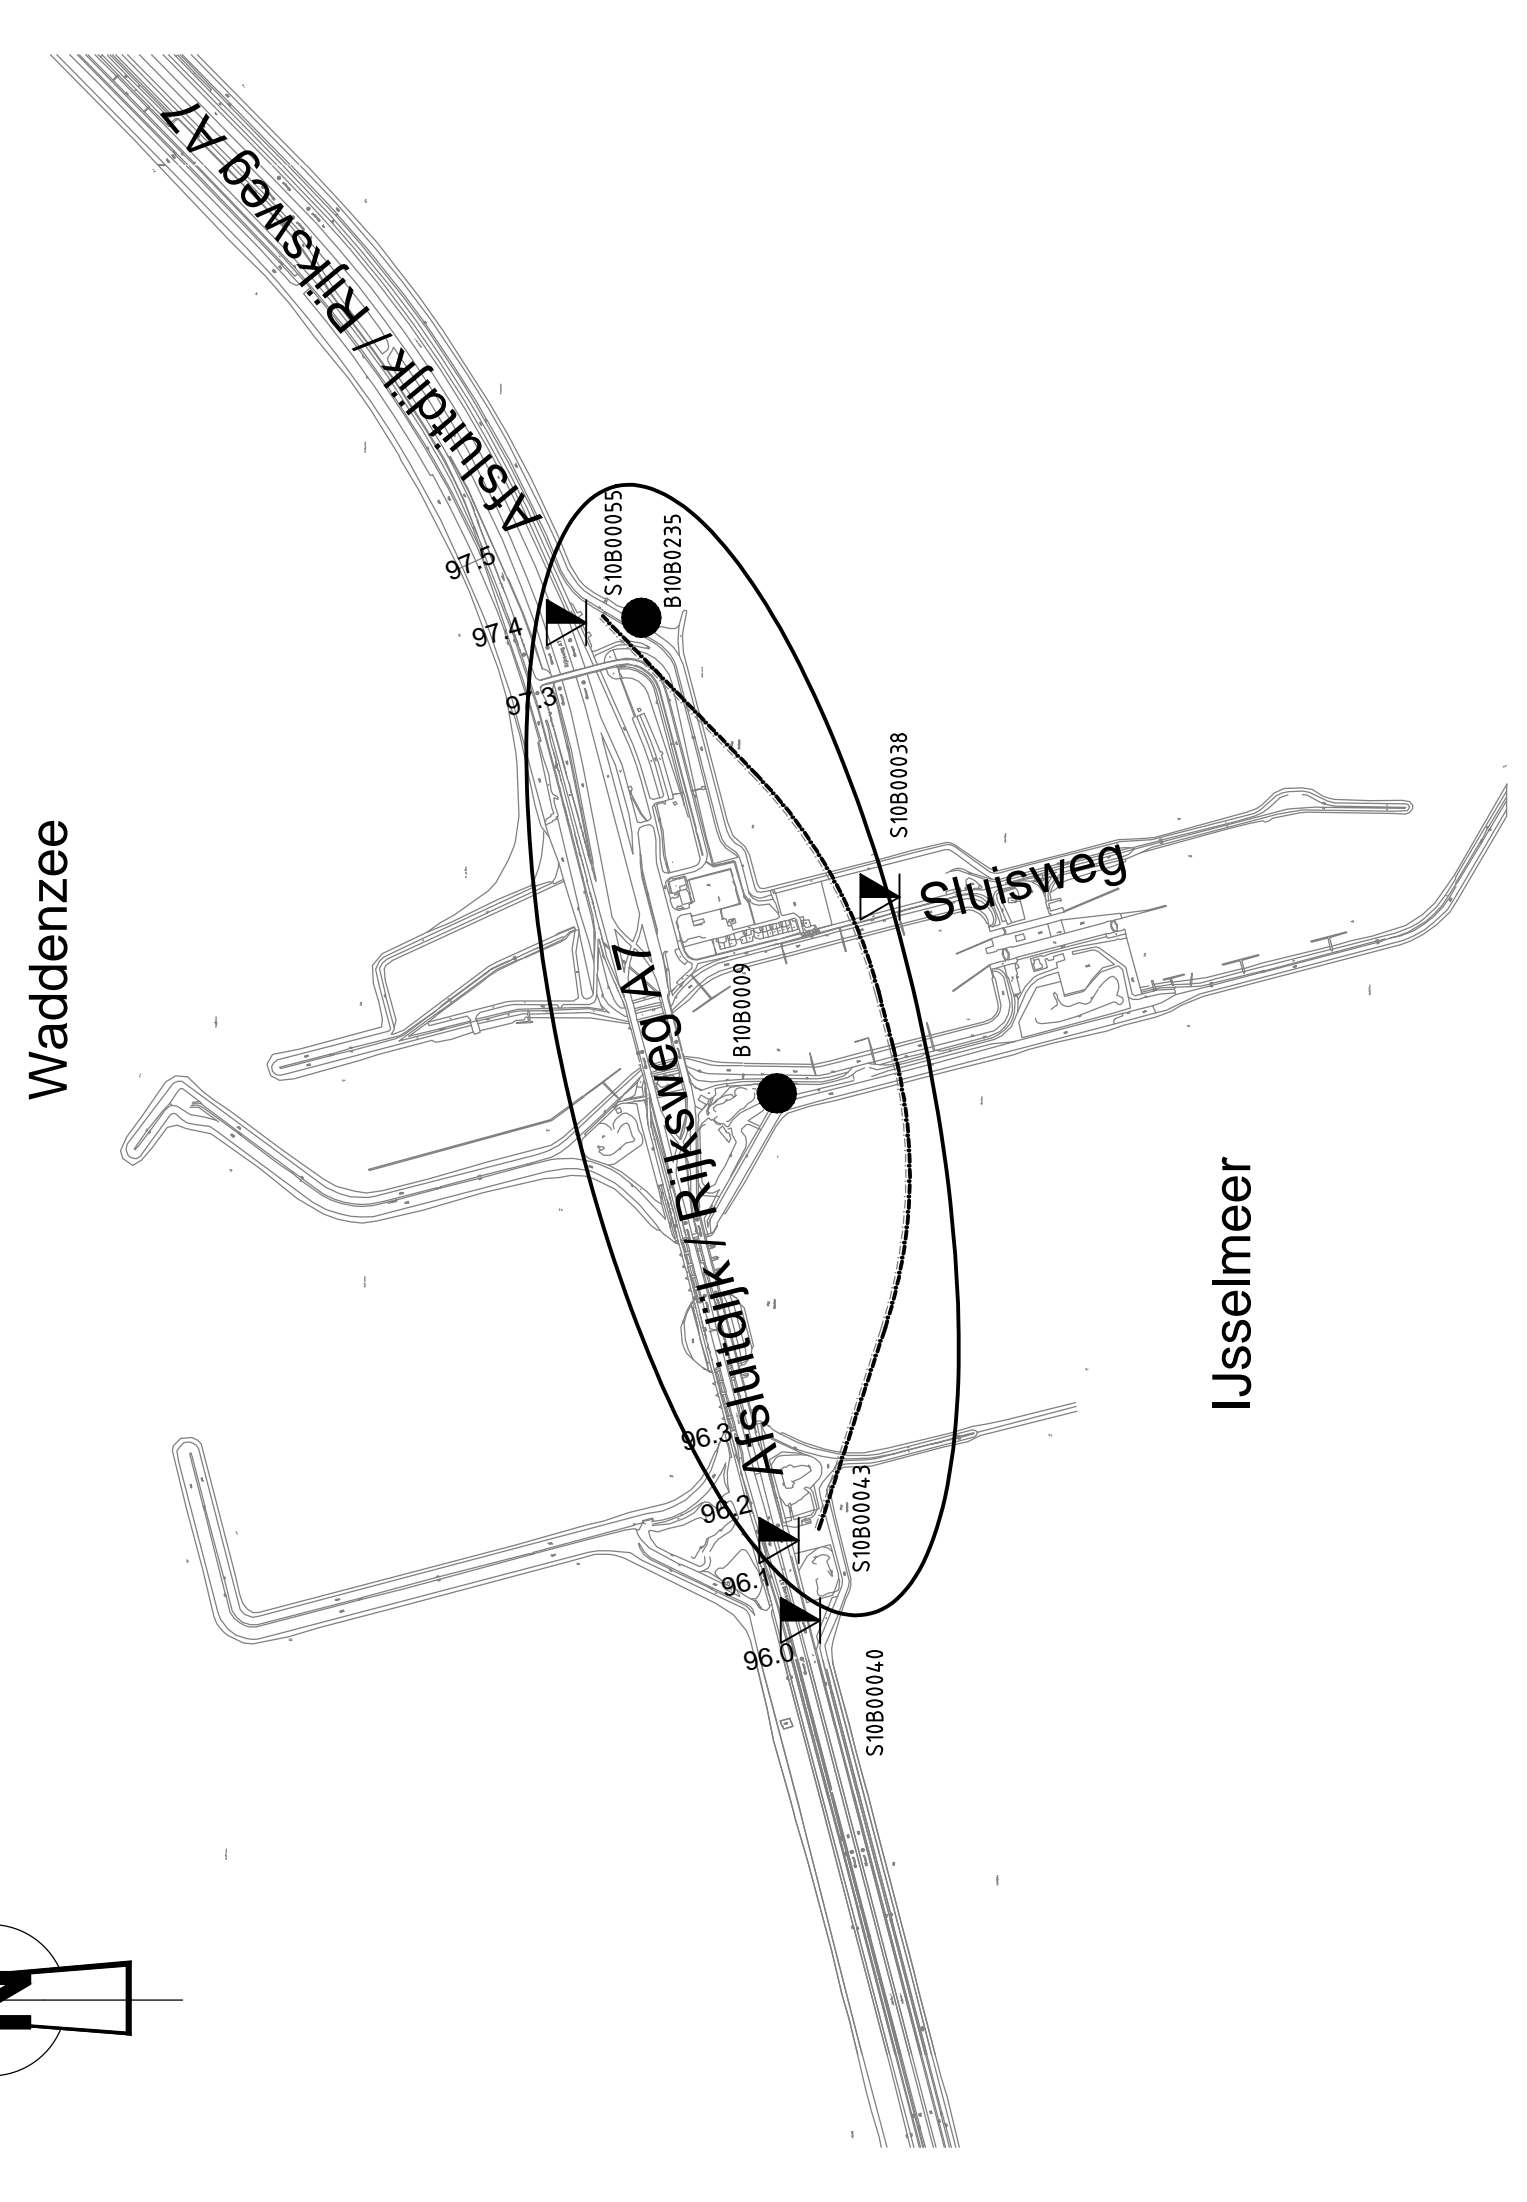 Afsluitdijk / Rijksweg A7
97.5
97.4
97.3
S10B00055
B10B0235
S10B00038
Sluisweg
Waddenzee
B10B0009
Afsluitdijk / Rijksweg A7
IJsselmeer
96.3
96.2
96.1
96.0
S10B00043
S10B00040
N